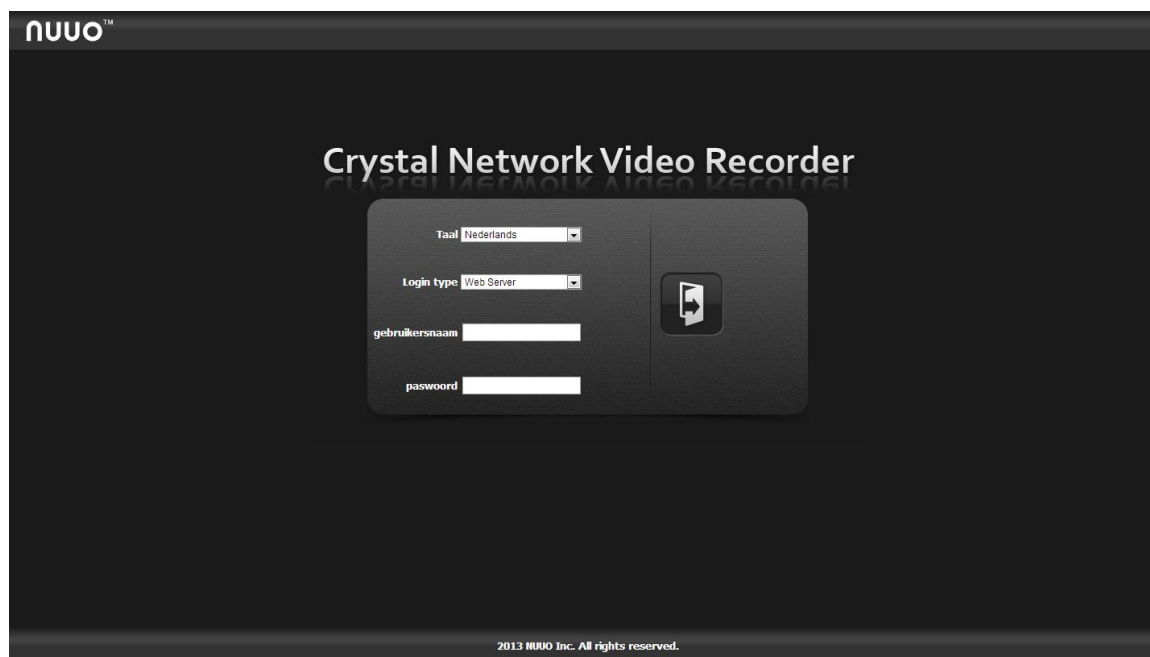 nuuo™
Crystal Network Video Recorder
Taal Nederlands
Login type Web Server
gebruikersnaam
paswoord
2013 NUUO Inc. All rights reserved.